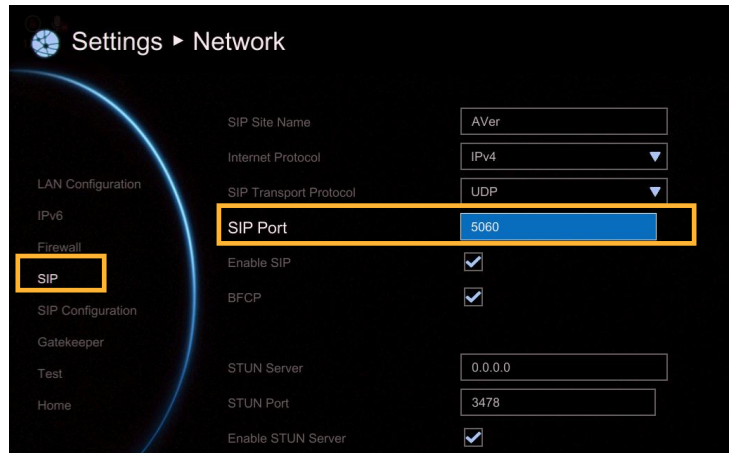 Settings ▸ Network
SIP Site Name
AVer
Internet Protocol
IPv4
LAN Configuration
SIP Transport Protocol
UDP
IPv6
SIP Port
5060
Firewall
Enable SIP
SIP
BFCP
SIP Configuration
Gatekeeper
Test
STUN Server
0.0.0.0
Home
STUN Port
3478
Enable STUN Server